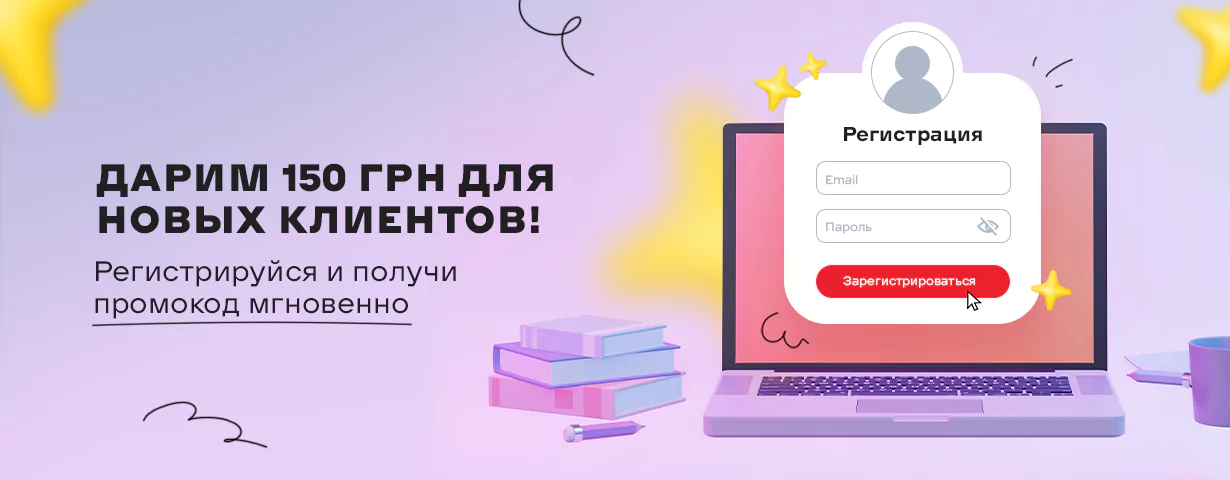 ДАРИМ 150 ГРН ДЛЯ
НОВЫХ КЛИЕНТОВ!
Регистрируйся и получи
промокод мгновенно
Регистрация
Email
Пароль
Зарегистрироваться